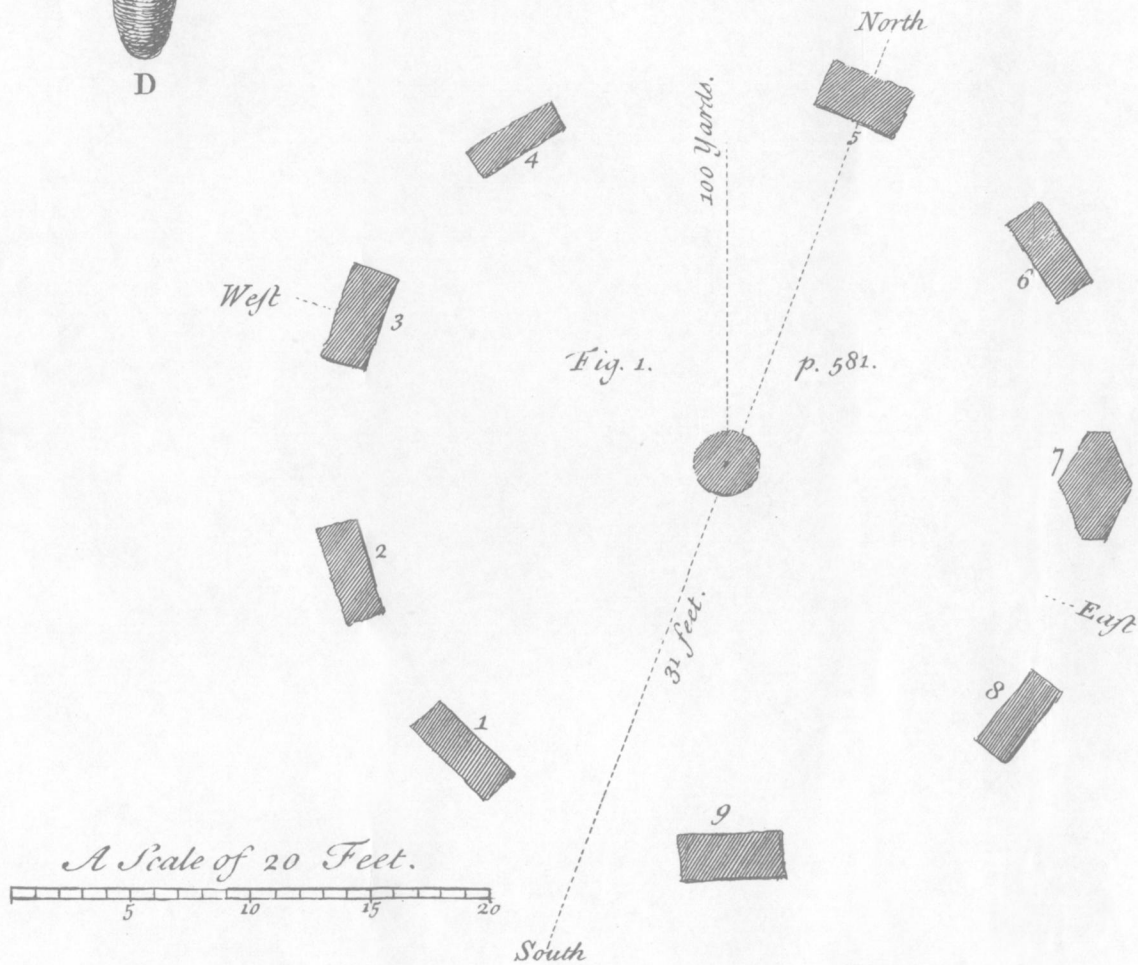 D
North
100 Yards.
5
4
6
West
3
Fig. 1.
p. 581.
7
2
East
31 feet.
8
1
9
A Scale of 20 Feet.
5 10 15 20
South